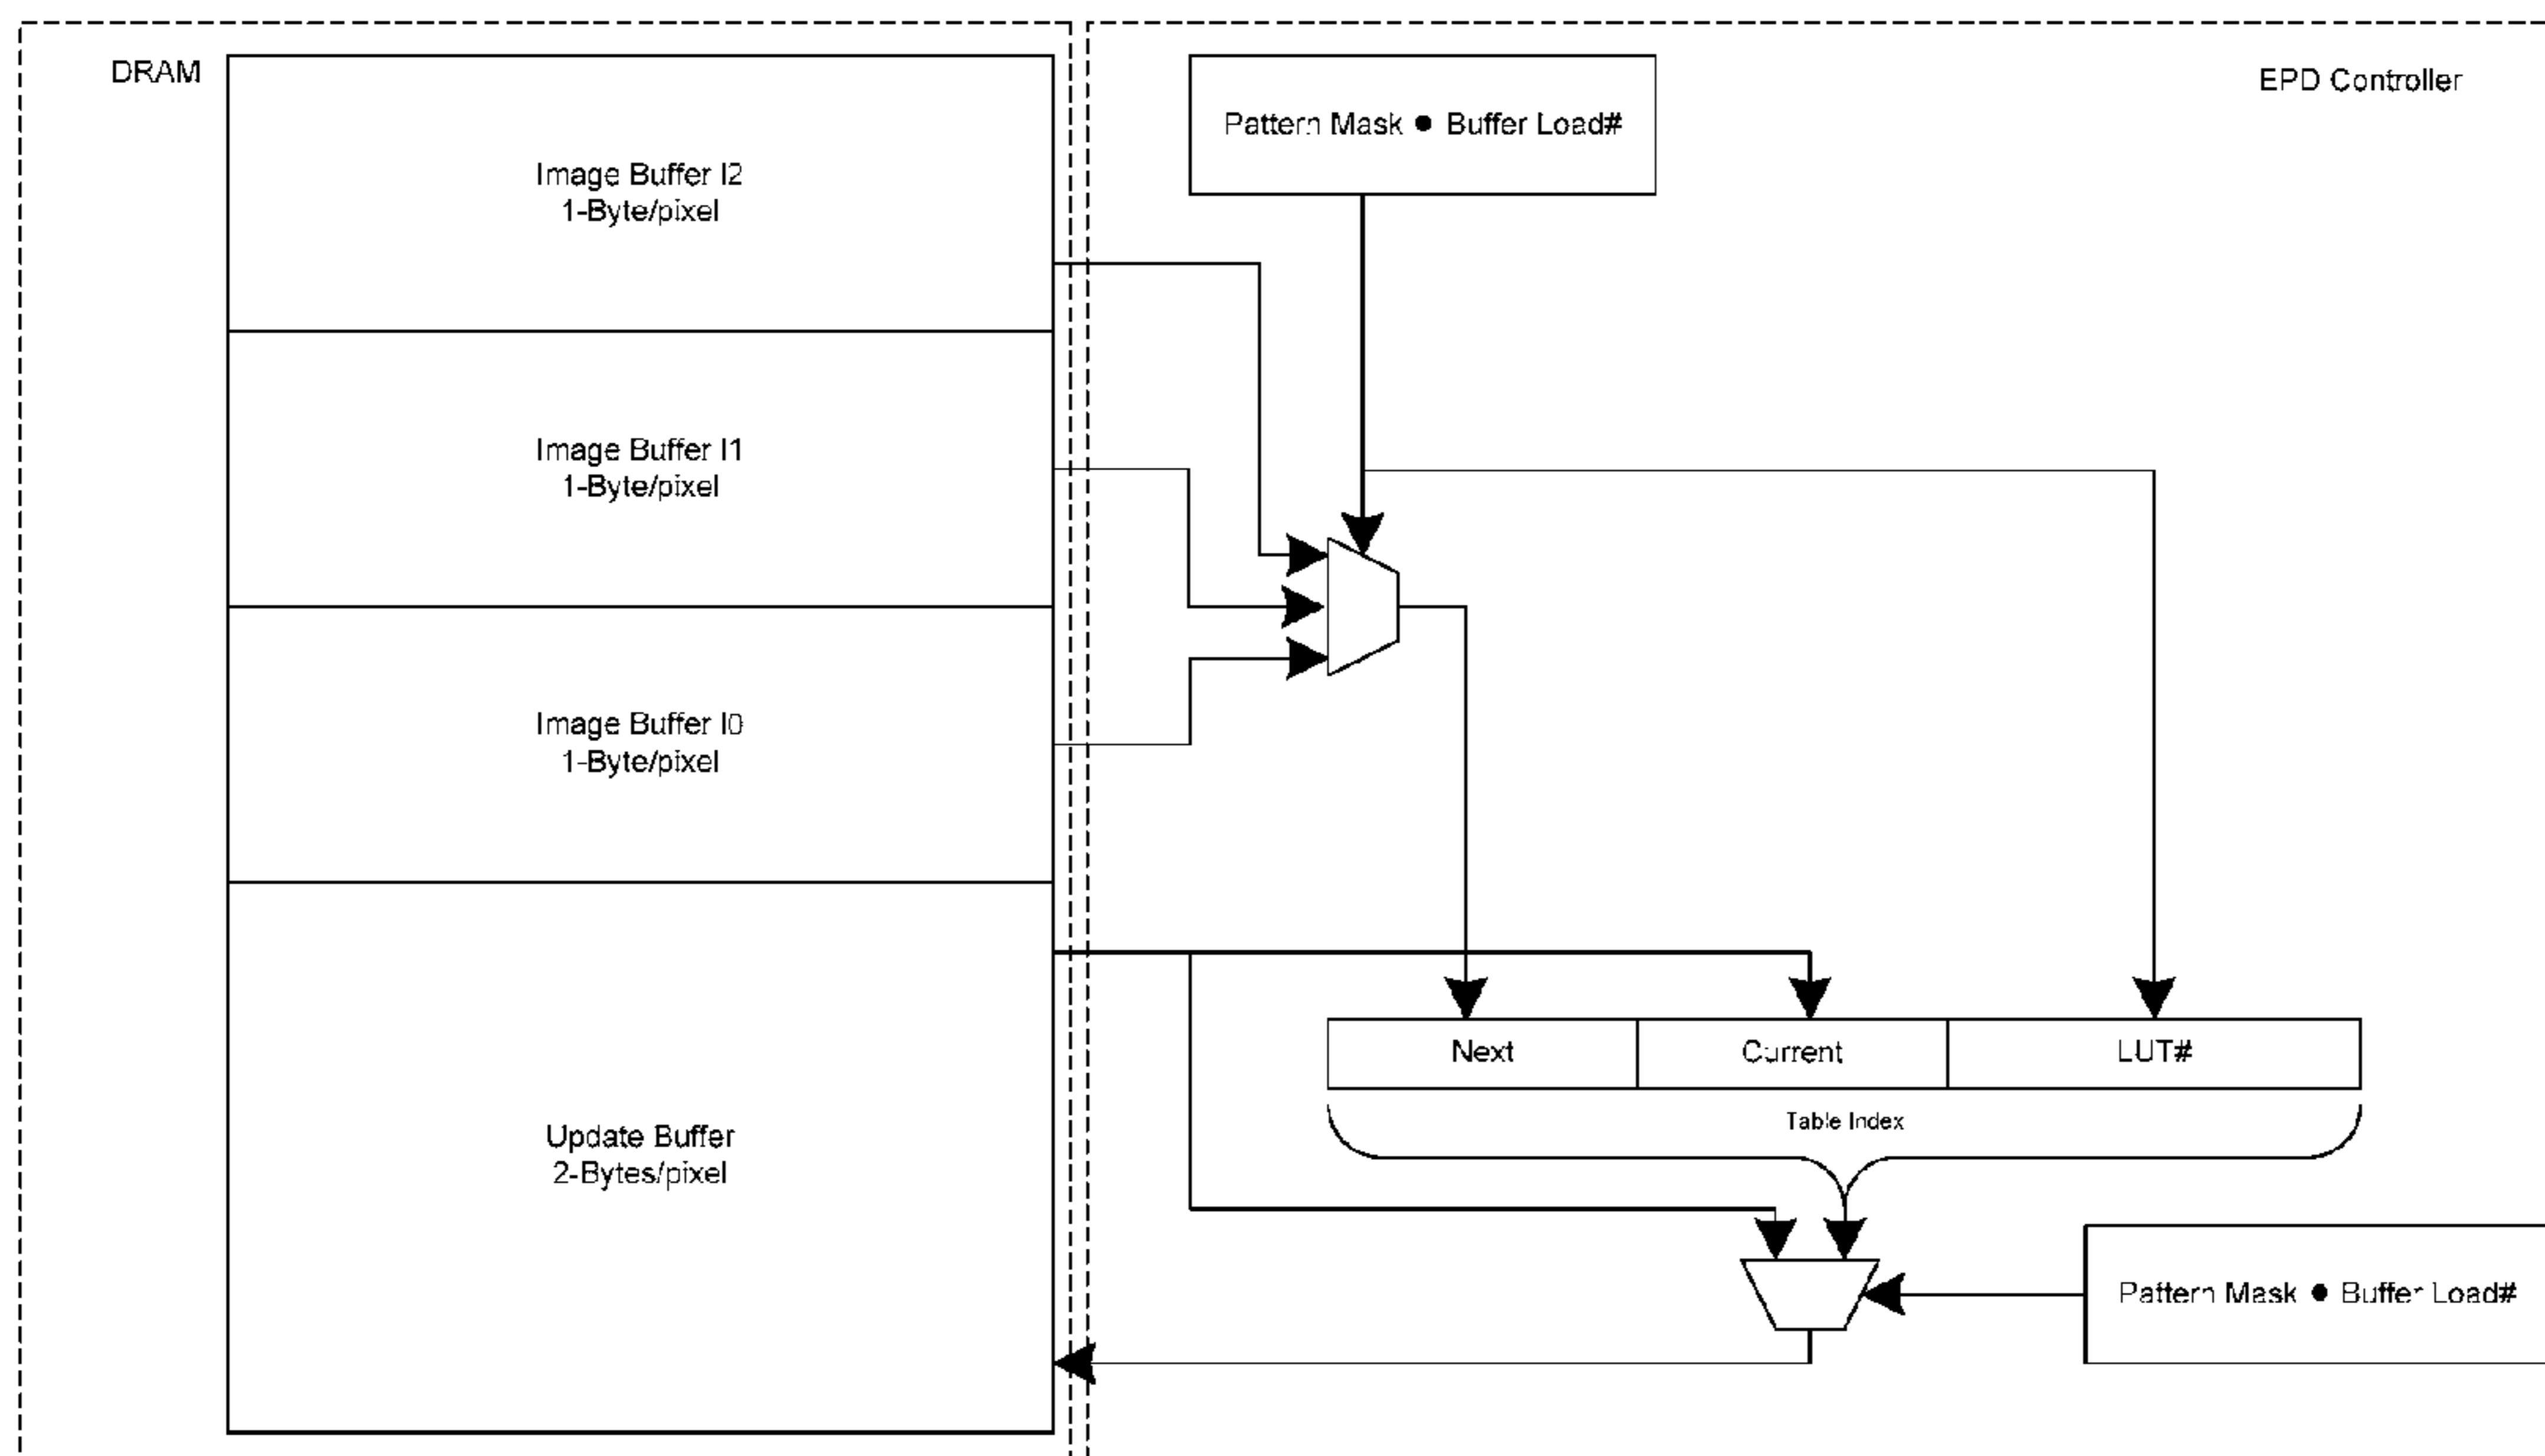 DRAM
EPD Controller
Pattern Mask ● Buffer Load#
Image Buffer I2
1-Byte/pixel
Image Buffer I1
1-Byte/pixel
Image Buffer I0
1-Byte/pixel
Next
Current
LUT#
Table Index
Update Buffer
2-Bytes/pixel
Pattern Mask ● Buffer Load#